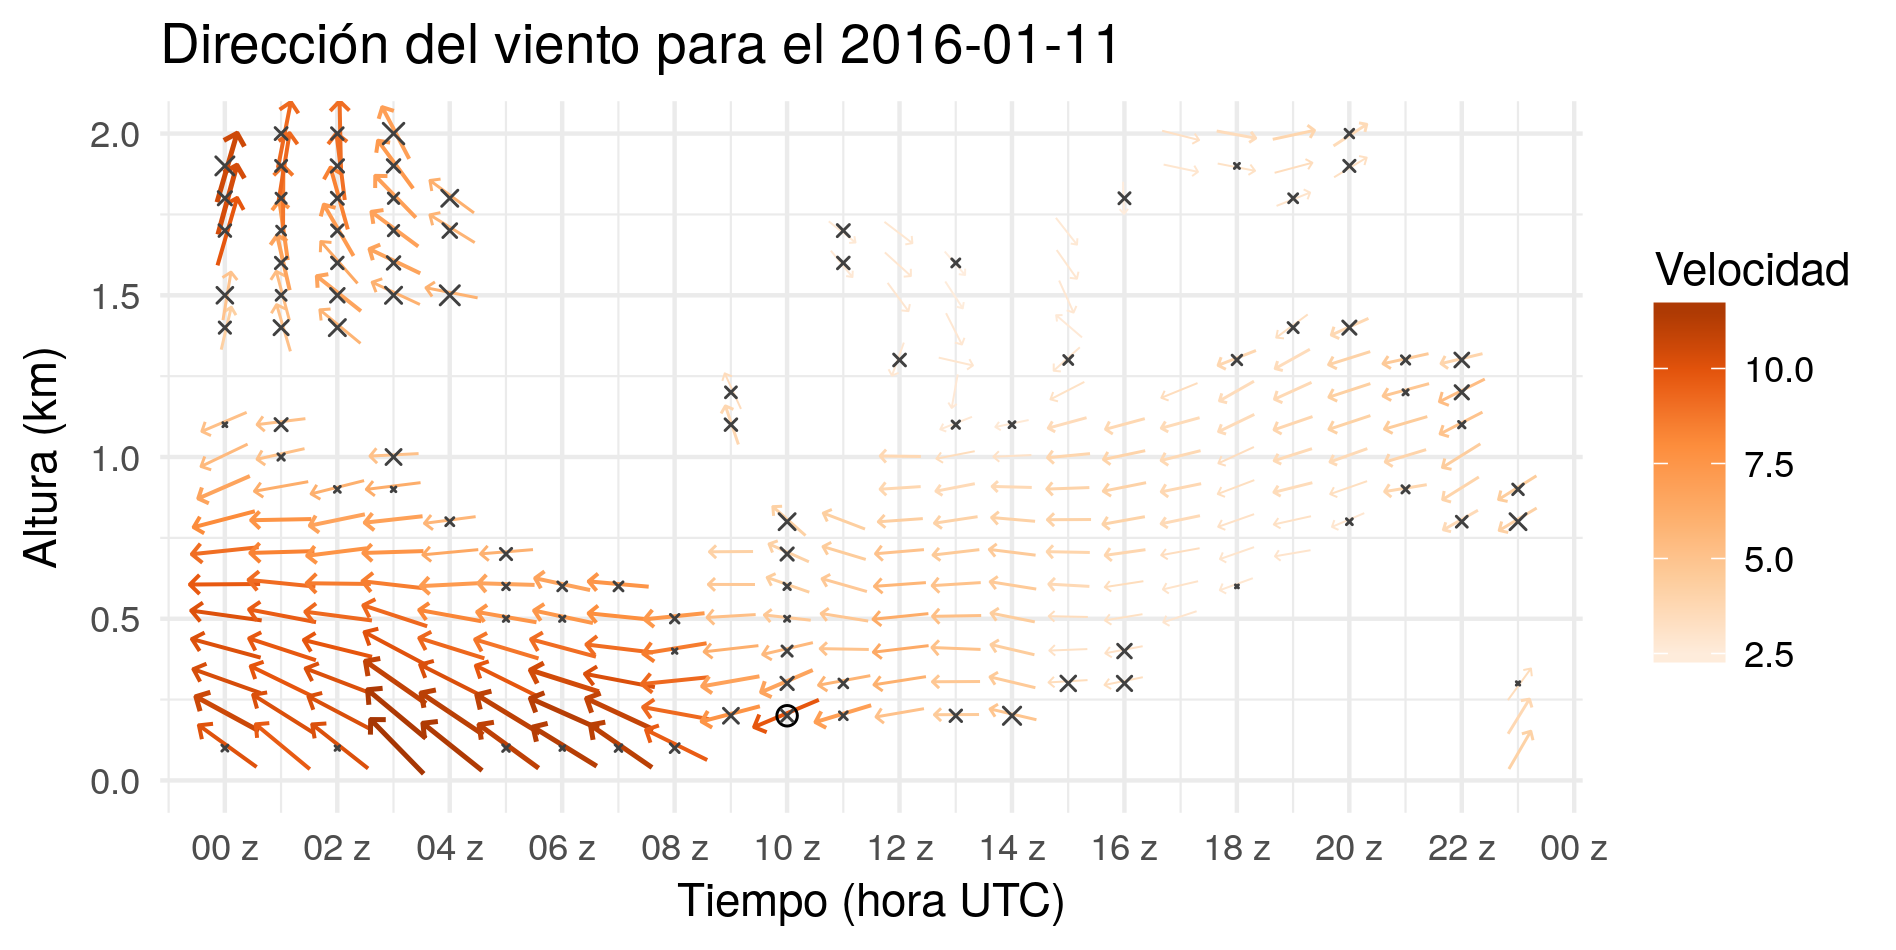 Dirección del viento para el 2016-01-11
Altura (km)
2.0
1.5
1.0
0.5
0.0
00 z 02 z 04 z 06 z 08 z 10 z 12 z 14 z 16 z 18 z 20 z 22 z 00 z
Tiempo (hora UTC)
Velocidad
10.0
7.5
5.0
2.5